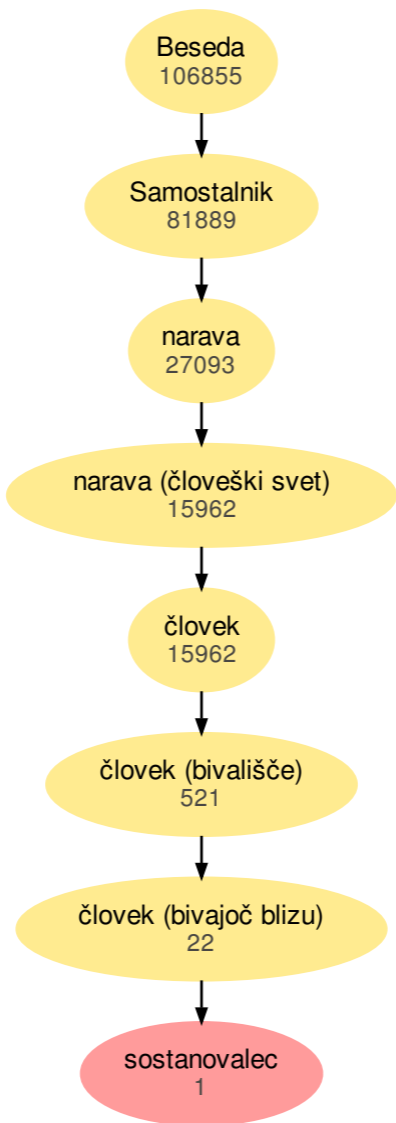 Beseda
106855
Samostalnik
81889
narava
27093
narava (človeški svet)
15962
človek
15962
človek (bivališče)
521
človek (bivajoč blizu)
22
sostanovalec
1